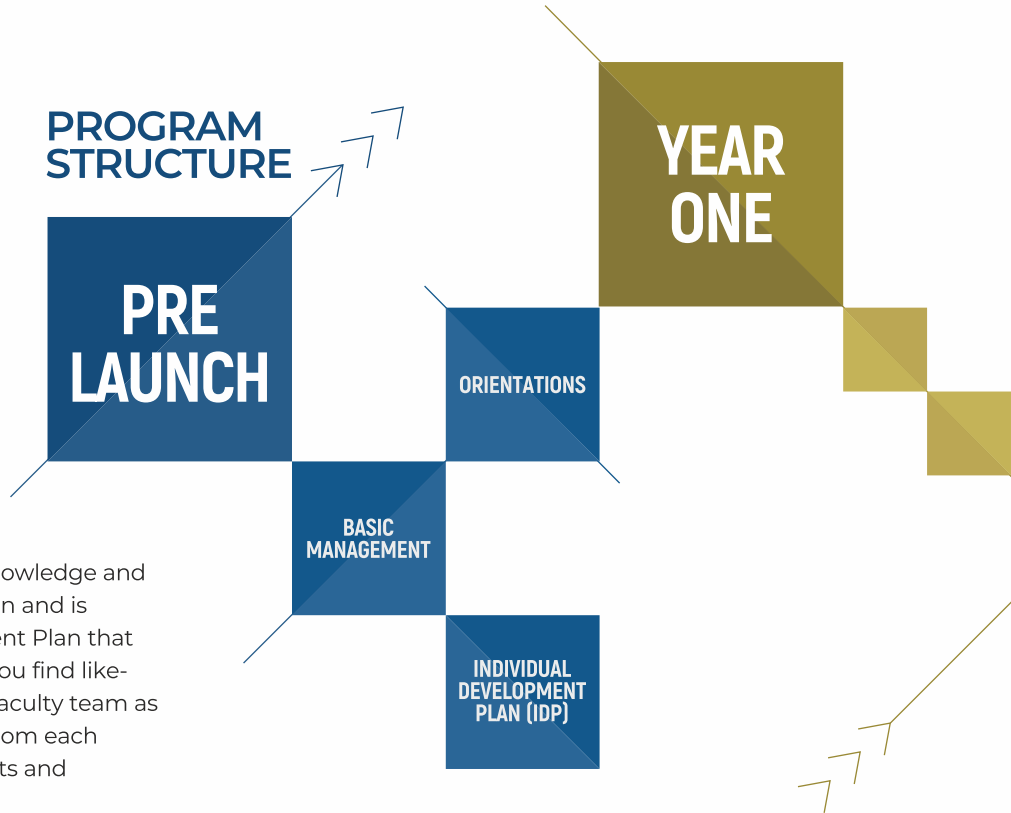 PROGRAM
STRUCTURE
PRE
LAUNCH
YEAR
ONE
ORIENTATIONS
BASIC
MANAGEMENT
INDIVIDUAL
DEVELOPMENT
PLAN (IDP)
owledge and
n and is
ent Plan that
ou find like-
aculty team as
om each
ts and